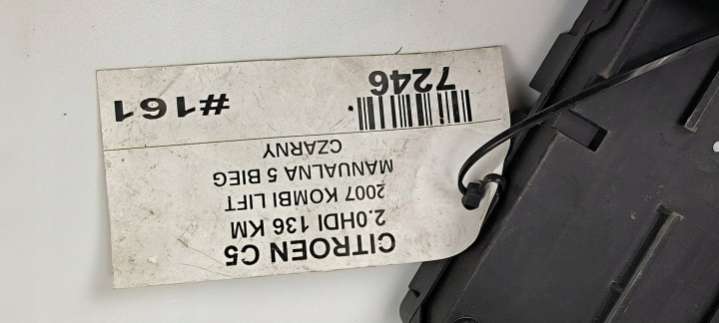 CITROEN C5
2.0HDI 136 KM
2007 KOMBI LIFT
MANUALNA 5 BIEG
CZARNY
7246
#161